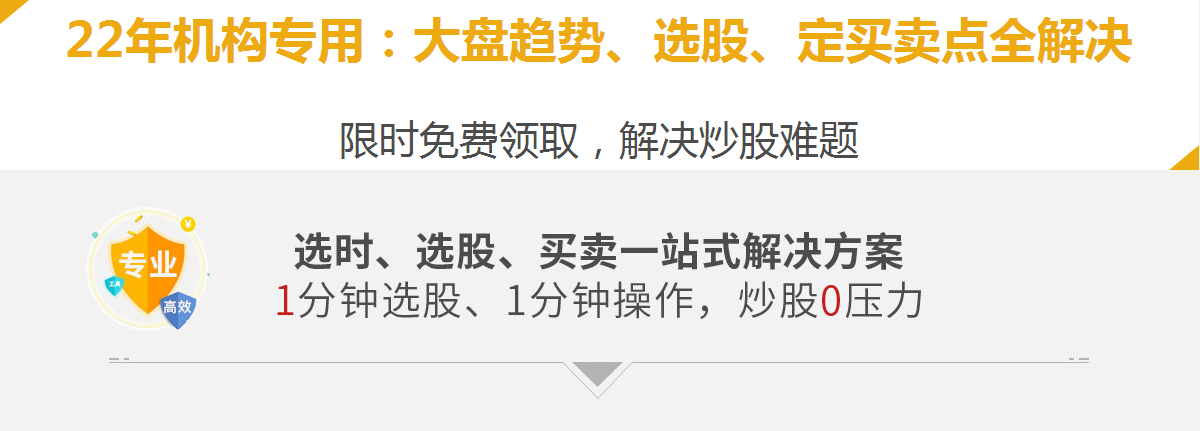 22年机构专用：大盘趋势、选股、定买卖点全解决
限时免费领取，解决炒股难题
¥
专业
工具
高效
选时、选股、买卖一站式解决方案
1分钟选股、1分钟操作，炒股0压力